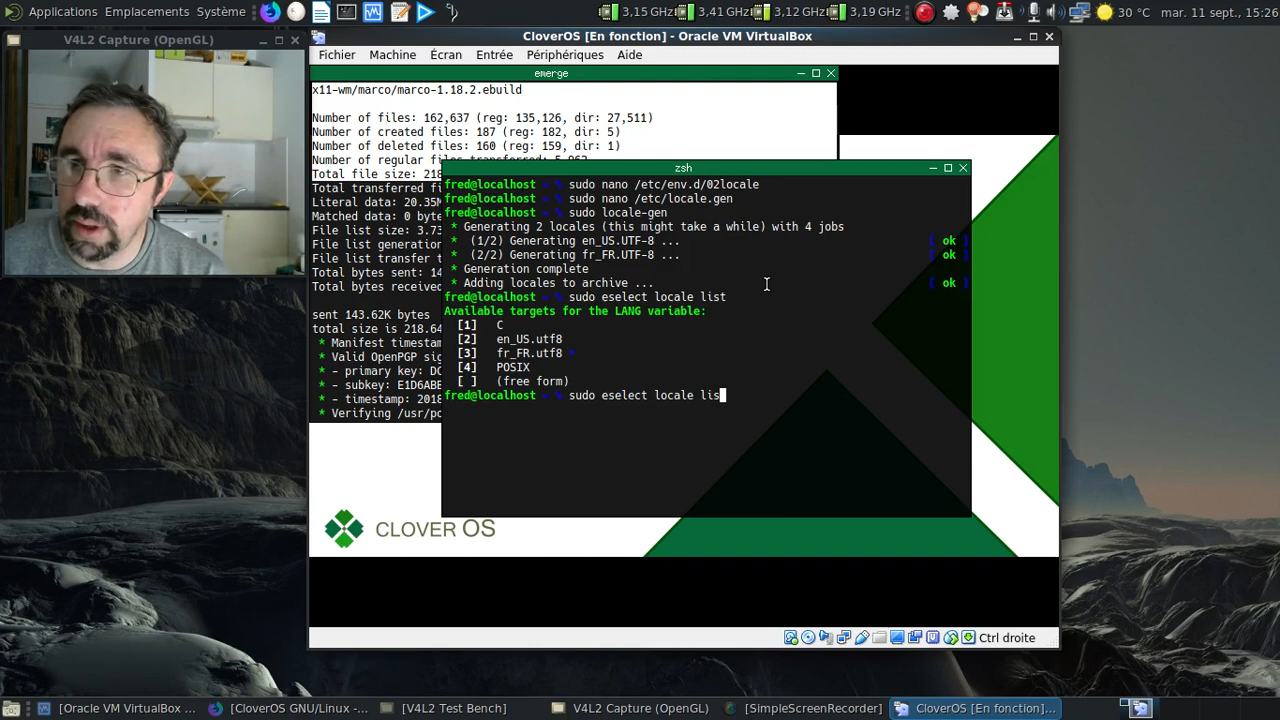 Applications Emplacements Système
3,15 GHz 3,41 GHz 3,12 GHz 3,19 GHz 30 °C mar. 11 sept., 15:26
V4L2 Capture (OpenGL)
CloverOS [En fonction] - Oracle VM VirtualBox
Fichier Machine Écran Entrée Périphériques Aide
emerge
x11-wm/marco/marco-1.18.2.ebuild
Number of files: 162,637 (reg: 135,126, dir: 27,511)
Number of created files: 187 (reg: 182, dir: 5)
Number of deleted files: 160 (reg: 159, dir: 1)
Number of regular files transferred: 5,962
Total file size: 218
Total transferred fi
Literal data: 20.35M
Matched data: 0 byte
File list size: 3.73
File list generation
File list transfer t
Total bytes sent: 14
Total bytes received
sent 143.62K bytes
total size is 218.64
* Manifest timestam
* Valid OpenPGP sig
* - primary key: DC
* - subkey: E1D6ABB
* - timestamp: 2018
* Verifying /usr/po
zsh
fred@localhost ~ % sudo nano /etc/env.d/02locale
fred@localhost ~ % sudo nano /etc/locale.gen
fred@localhost ~ % sudo locale-gen
* Generating 2 locales (this might take a while) with 4 jobs
* (1/2) Generating en_US.UTF-8 ... [ ok ]
* (2/2) Generating fr_FR.UTF-8 ... [ ok ]
* Generation complete
* Adding locales to archive ... [ ok ]
fred@localhost ~ % sudo eselect locale list
Available targets for the LANG variable:
[1] C
[2] en_US.utf8
[3] fr_FR.utf8 *
[4] POSIX
[ ] (free form)
fred@localhost ~ % sudo eselect locale lis
CLOVER OS
Ctrl droite
[Oracle VM VirtualBox ... [CloverOS GNU/Linux -... [V4L2 Test Bench] V4L2 Capture (OpenGL) [SimpleScreenRecorder] CloverOS [En fonction]...